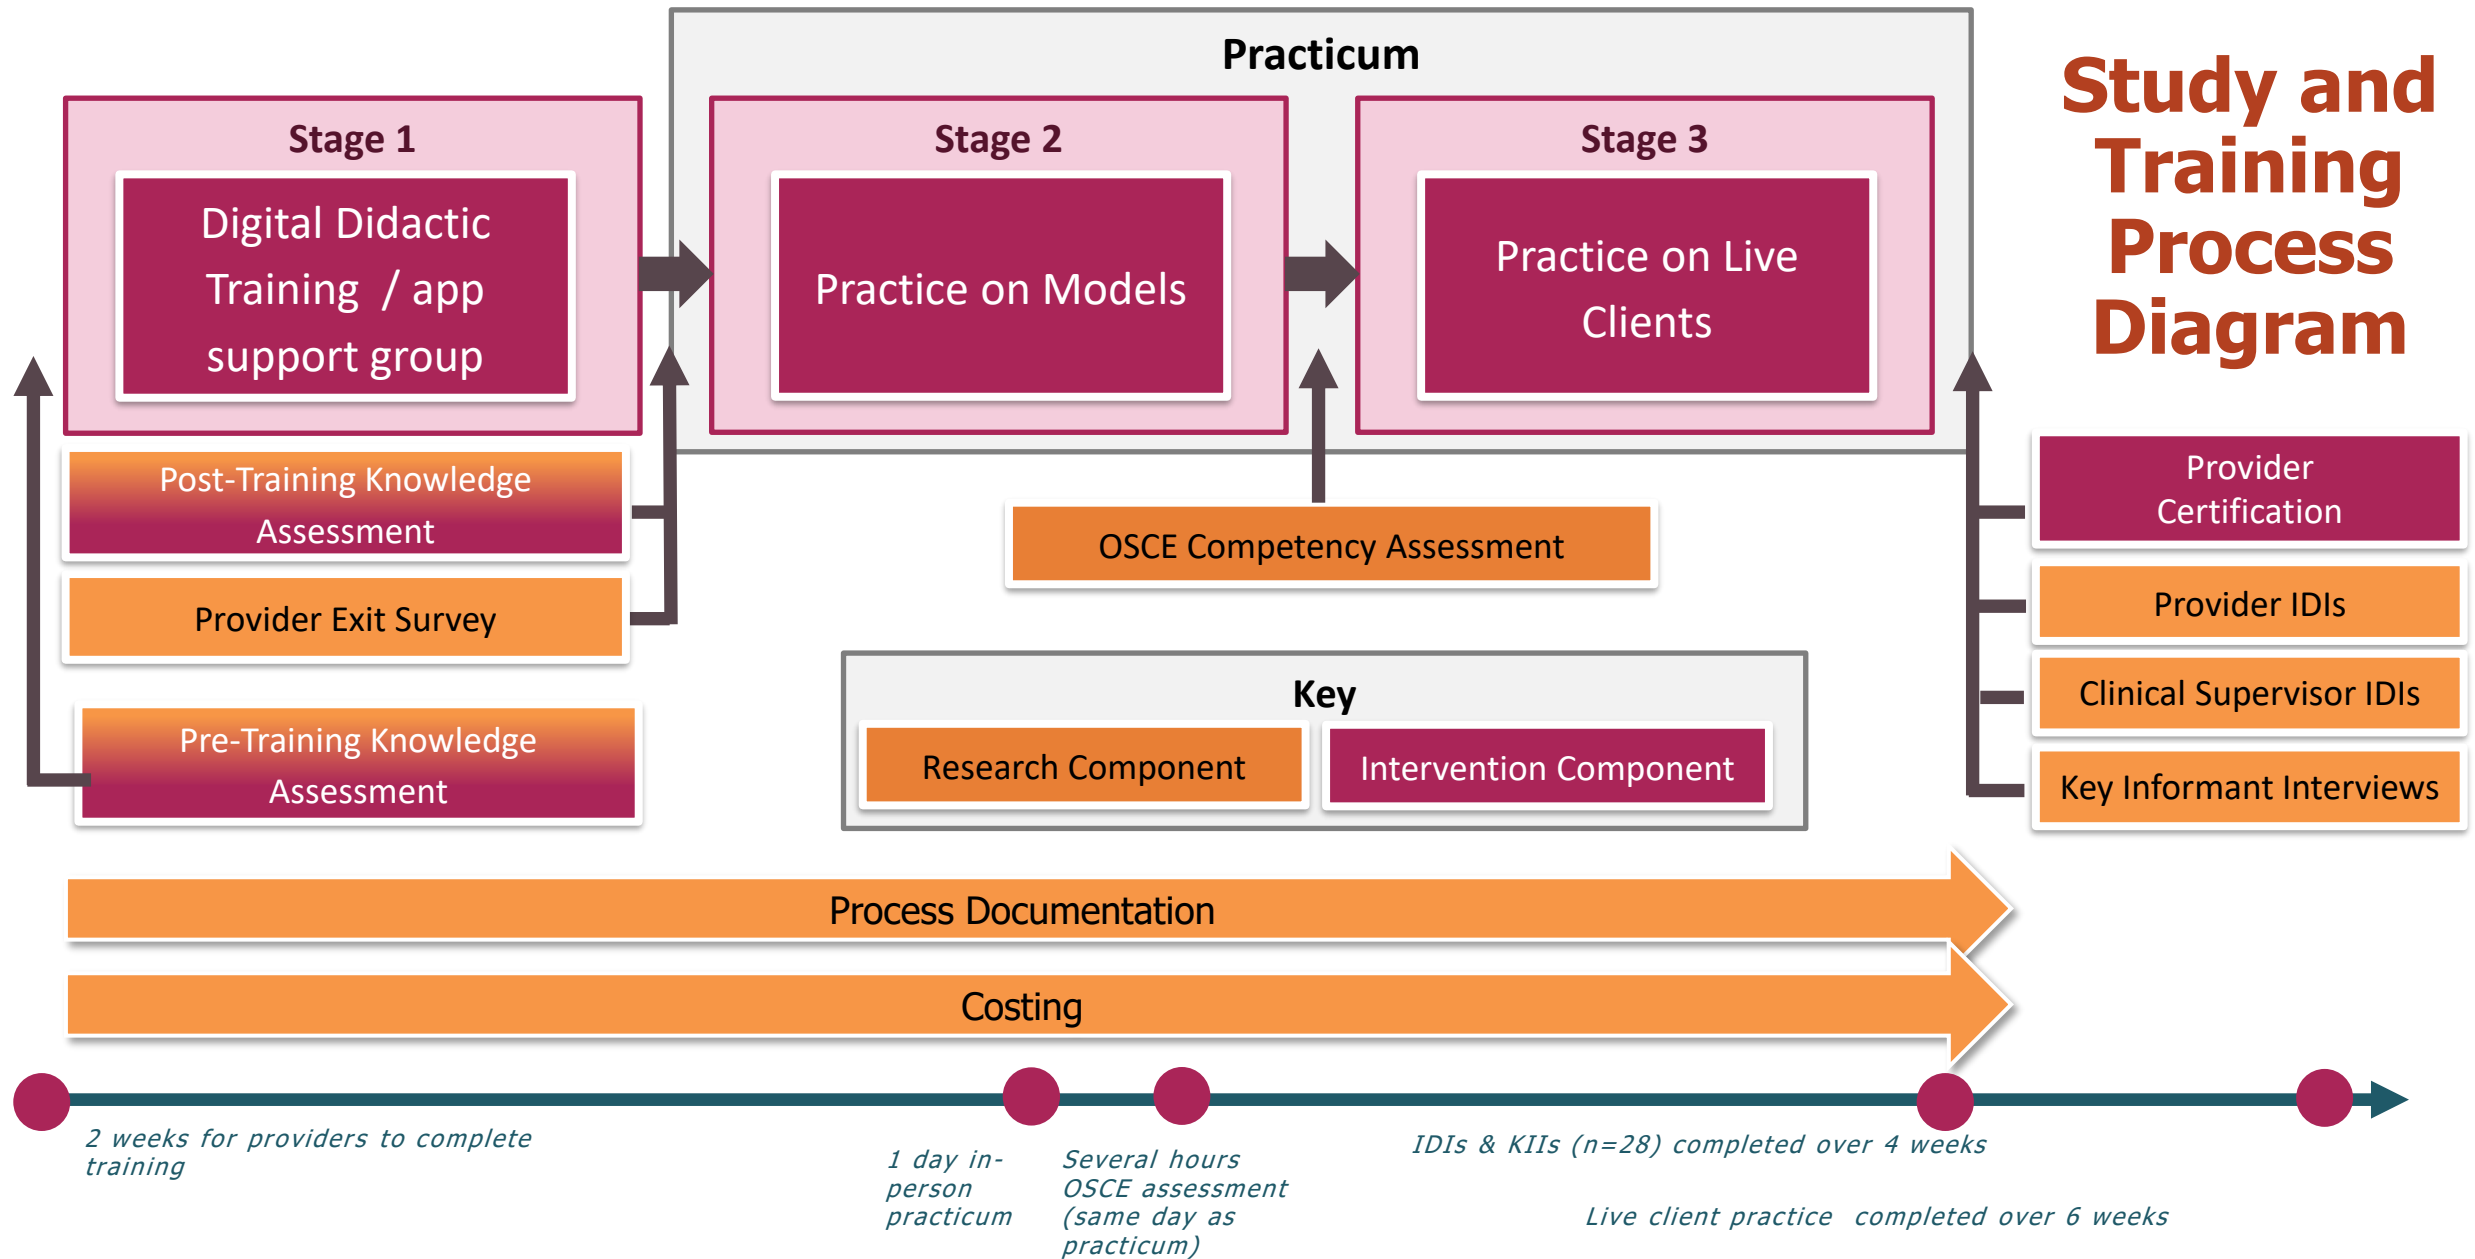 Practicum
Study and
Training
Process
Diagram
Stage 1
Digital Didactic
Training / app
support group
Stage 2
Practice on Models
Stage 3
Practice on Live
Clients
Post-Training Knowledge
Assessment
Provider Exit Survey
Pre-Training Knowledge
Assessment
OSCE Competency Assessment
Key
Research Component
Intervention Component
Provider
Certification
Provider IDIs
Clinical Supervisor IDIs
Key Informant Interviews
Process Documentation
Costing
2 weeks for providers to complete
training
1 day in-
person
practicum
Several hours
OSCE assessment
(same day as
practicum)
IDIs & KIIs (n=28) completed over 4 weeks
Live client practice completed over 6 weeks